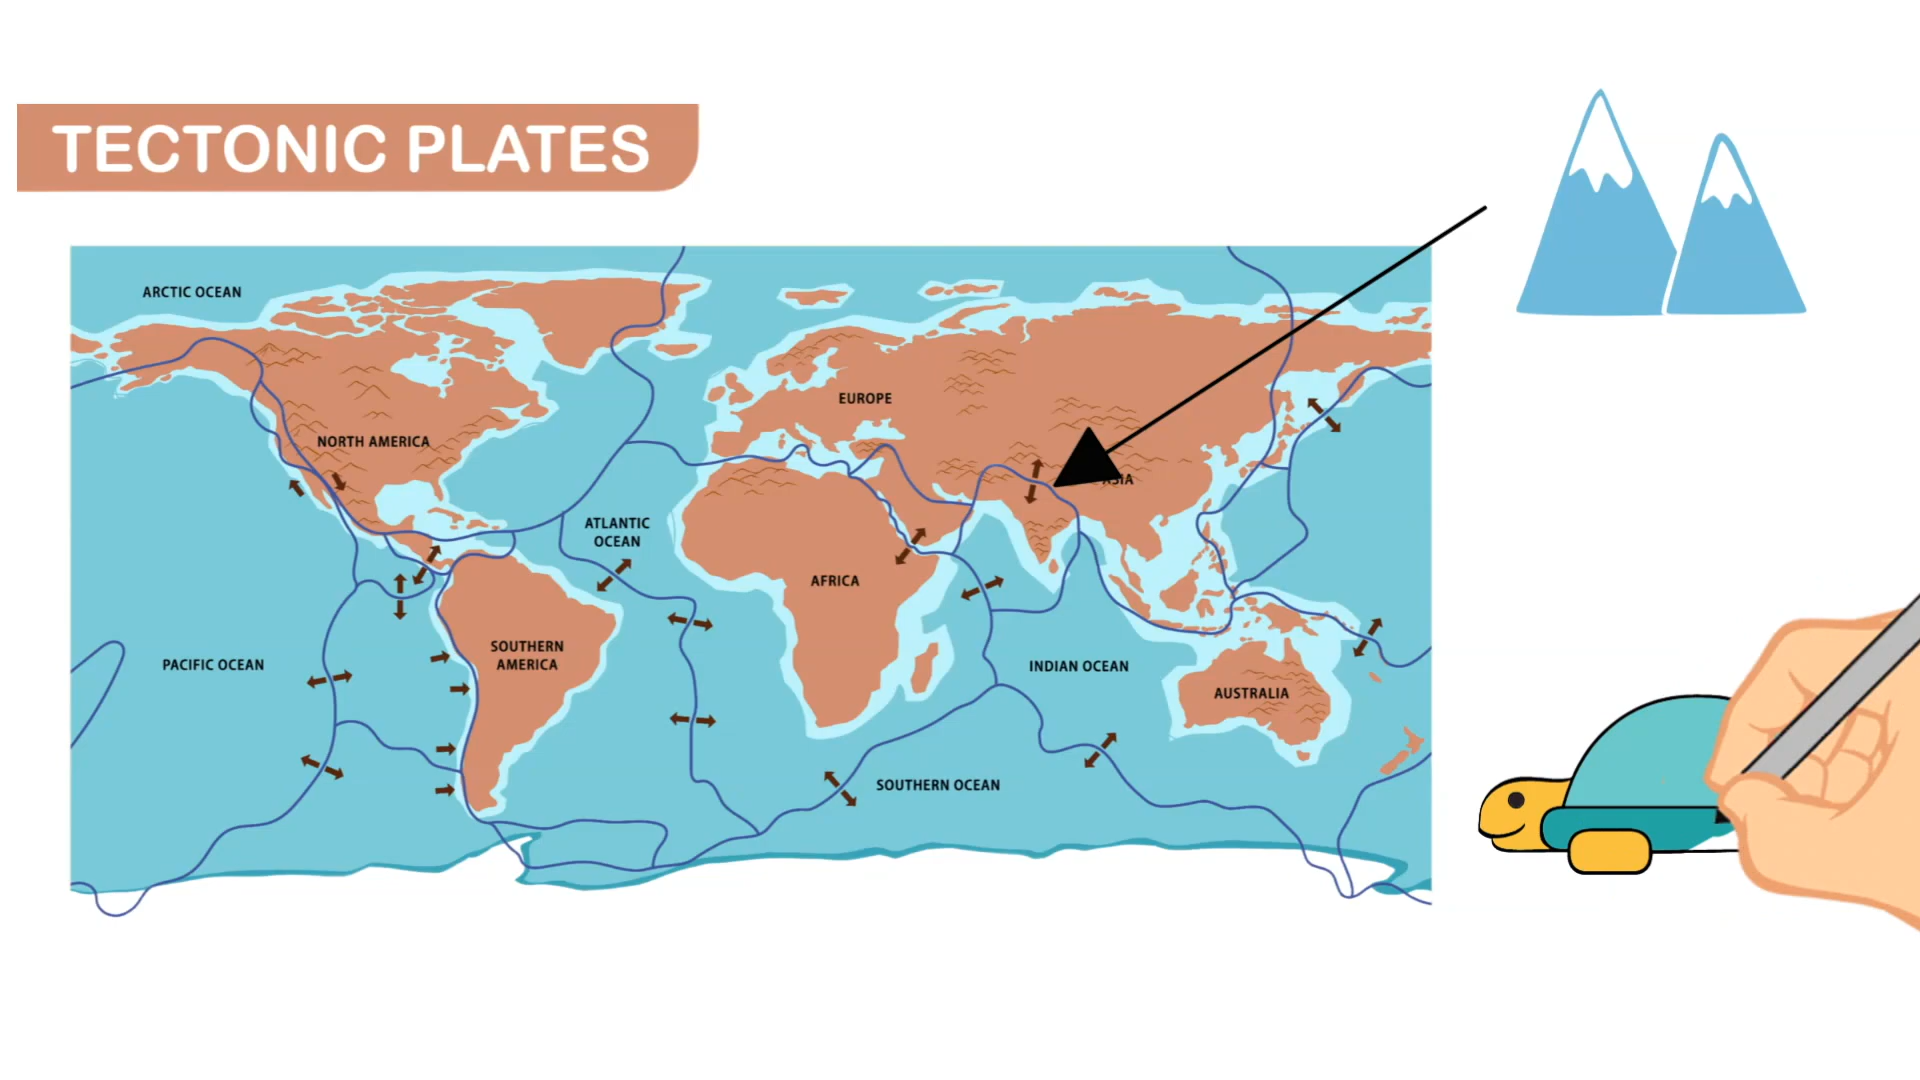 TECTONIC PLATES
ARCTIC OCEAN
EUROPE
NORTH AMERICA
ASIA
ATLANTIC
OCEAN
AFRICA
SOUTHERN
AMERICA
PACIFIC OCEAN
INDIAN OCEAN
AUSTRALIA
SOUTHERN OCEAN